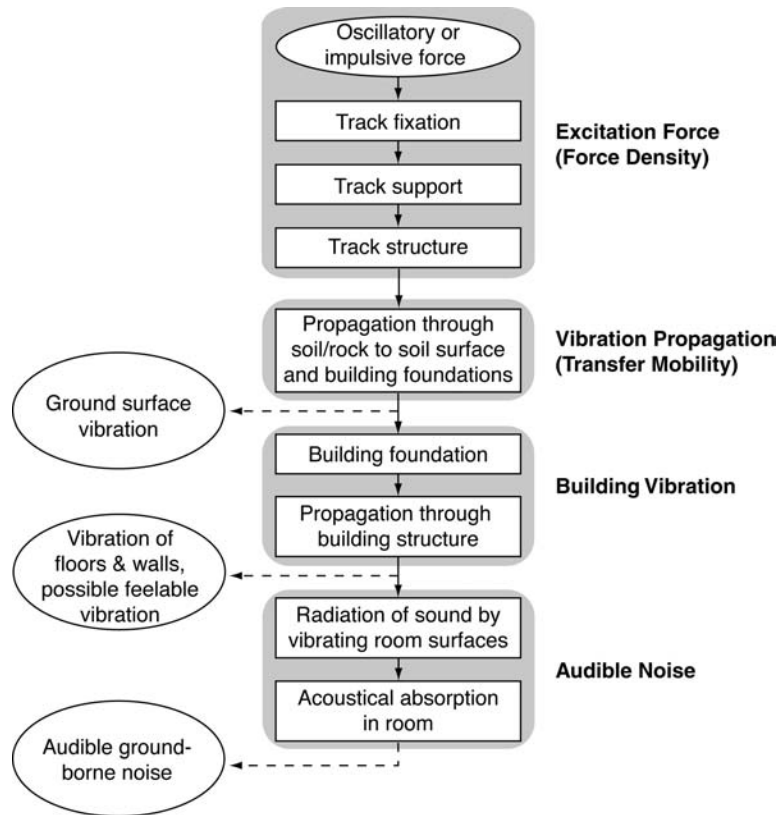 Oscillatory or
impulsive force
Track fixation
Track support
Track structure
Excitation Force
(Force Density)
Propagation through
soil/rock to soil surface
and building foundations
Vibration Propagation
(Transfer Mobility)
Ground surface
vibration
Building foundation
Propagation through
building structure
Building Vibration
Vibration of
floors & walls,
possible feelable
vibration
Radiation of sound by
vibrating room surfaces
Acoustical absorption
in room
Audible Noise
Audible ground-
borne noise